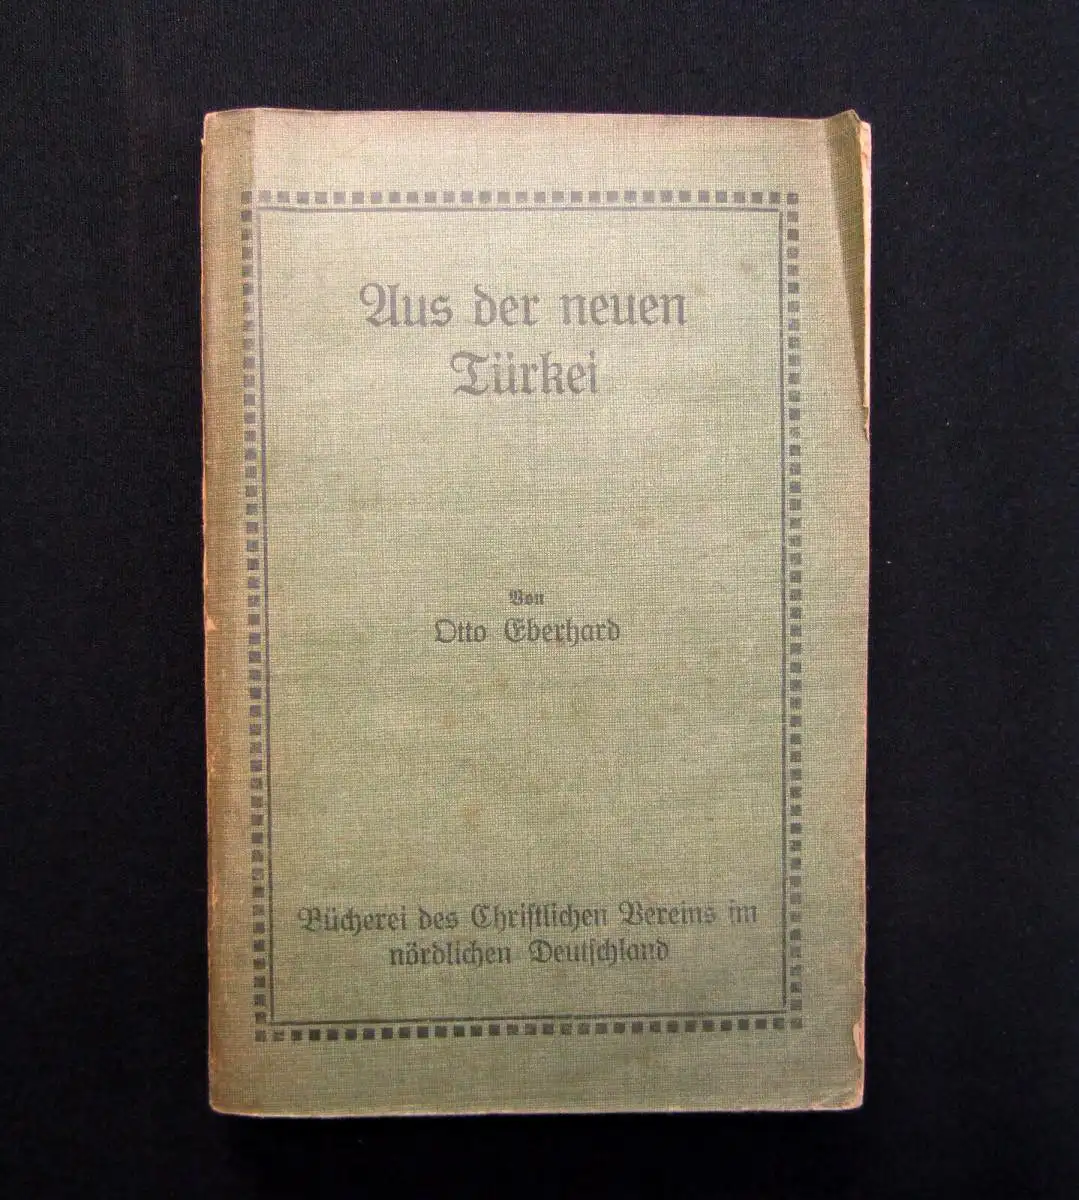 Aus der neuen
Türkei
Von
Otto Eberhard
Bücherei des Christlichen Vereins im
nördlichen Deutschland